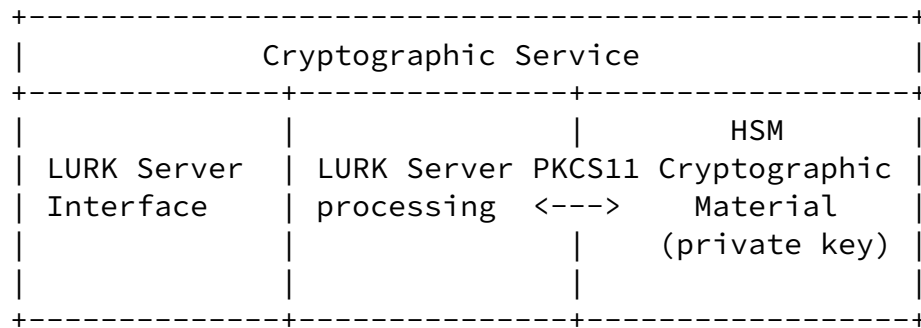 Cryptographic Service
HSM
LURK Server LURK Server PKCS11 Cryptographic
Interface processing <---> Material
(private key)